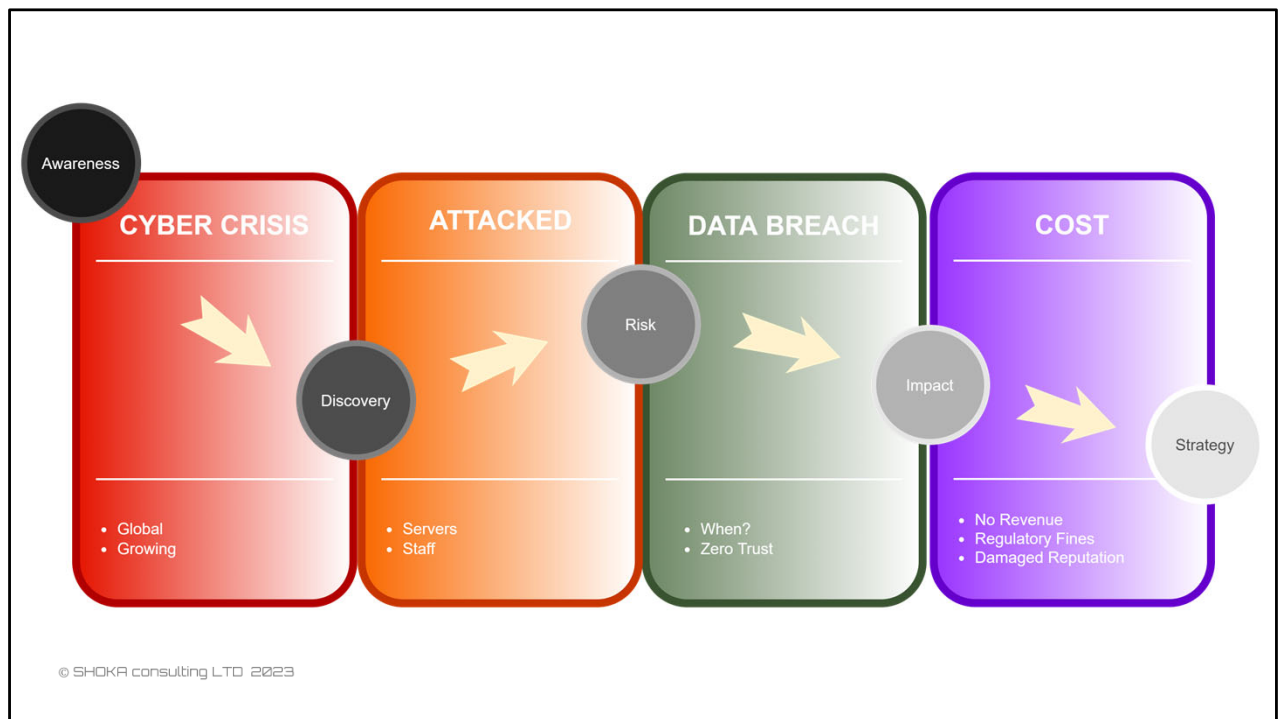 Awareness
CYBER CRISIS
ATTACKED
DATA BREACH
COST
Discovery
Risk
Impact
Strategy
• Global
• Growing
• Servers
• Staff
• When?
• Zero Trust
• No Revenue
• Regulatory Fines
• Damaged Reputation
© SHOKA consulting LTD 2023